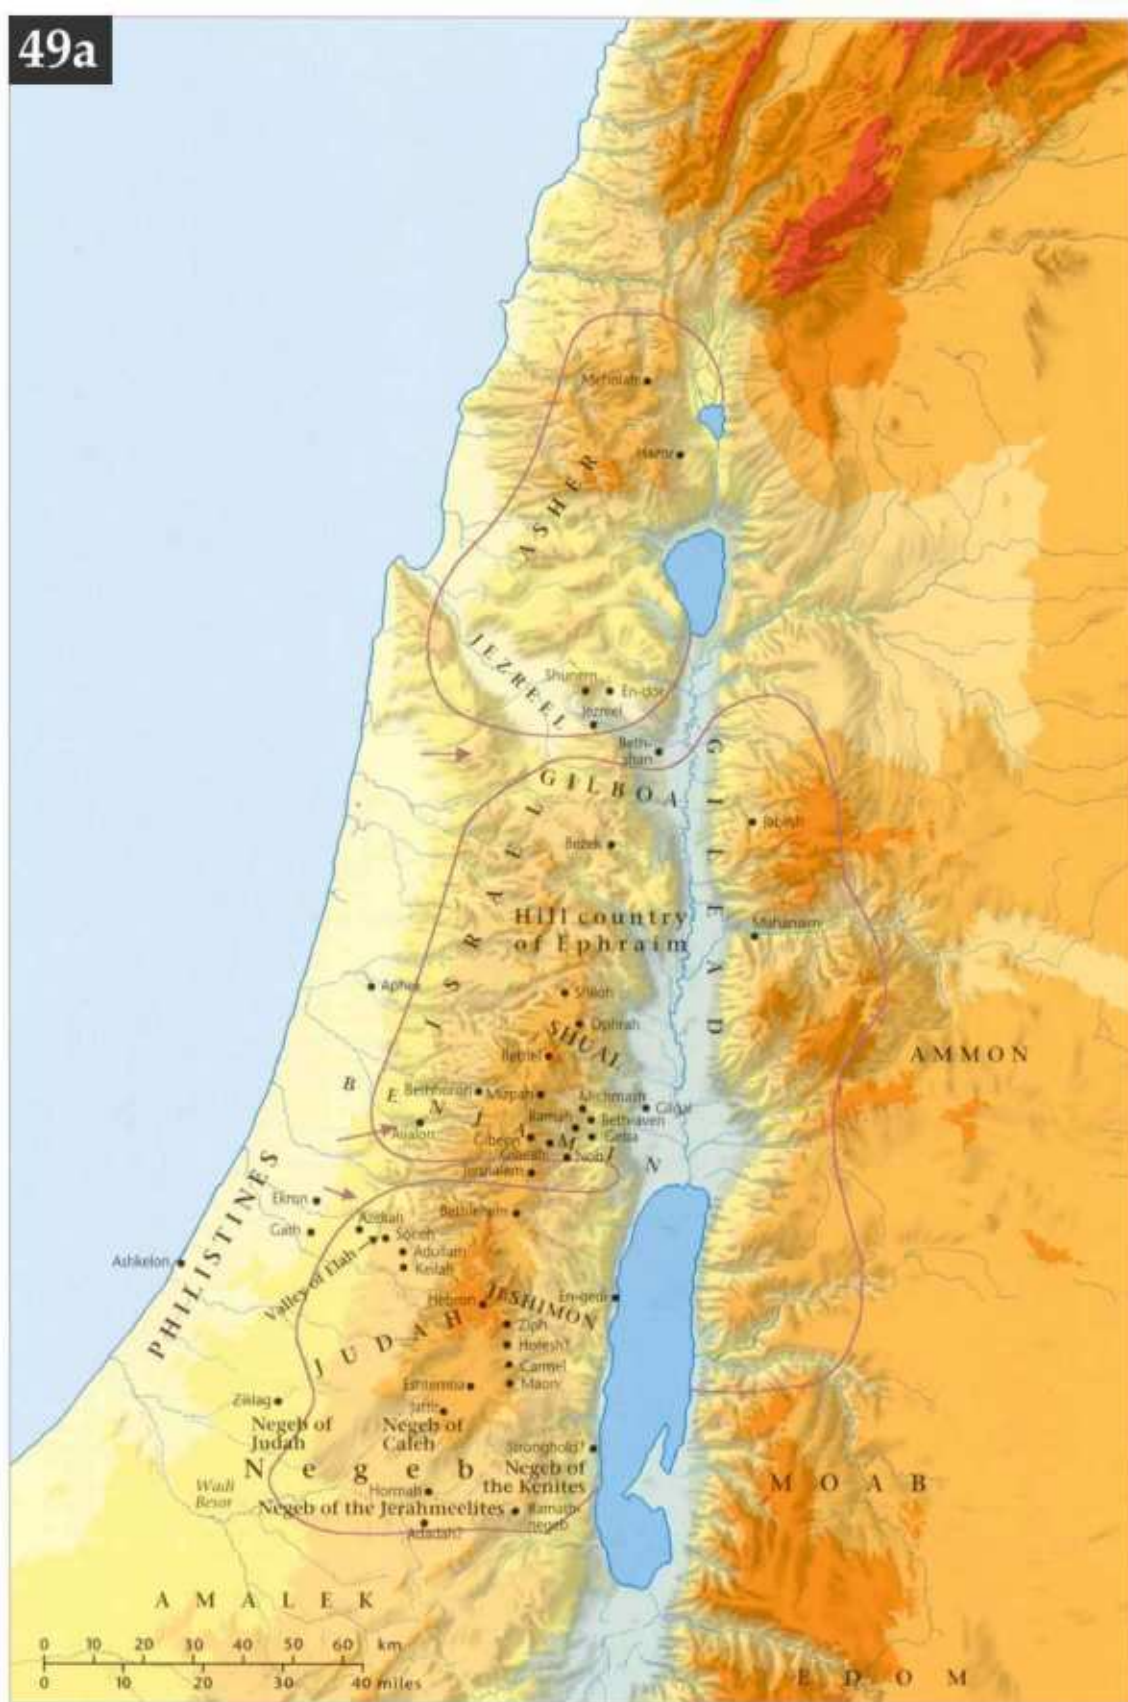 49a
Hazor
ASHER
JEZREEL
Shunem
En-dor
Jezreel
Beth-
shan
GILBOA
GILEAD
Jabesh
Bezek
ISRAEL
Hill country
of Ephraim
Mahanaim
Aphek
Shiloh
Ophrah
SHUAL
Bethel
AMMON
BENJAMIN
Bethhoron
Mizpah
Michmash
Gilgal
Ramah
Beth-aven
Aijalon
Gibeon
Geba
Gibeah
Nob
Jerusalem
PHILISTINES
Ekron
Bethlehem
Azekah
Gath
Socoh
Adullam
Ashkelon
Keilah
Valley of Elah
Hebron
JESHIMON
En-gedi
JUDAH
Ziph
Horesh?
Carmel
Eshtemoa
Maon
Ziklag
Jattir
Negeb of
Judah
Negeb of
Caleb
Stronghold?
Negeb
Negeb of
the Kenites
MOAB
Wadi
Besor
Hormah
Negeb of the Jerahmeelites
Ramath-
negeb
Adadah?
AMALEK
0 10 20 30 40 50 60 km
0 10 20 30 40 miles
EDOM